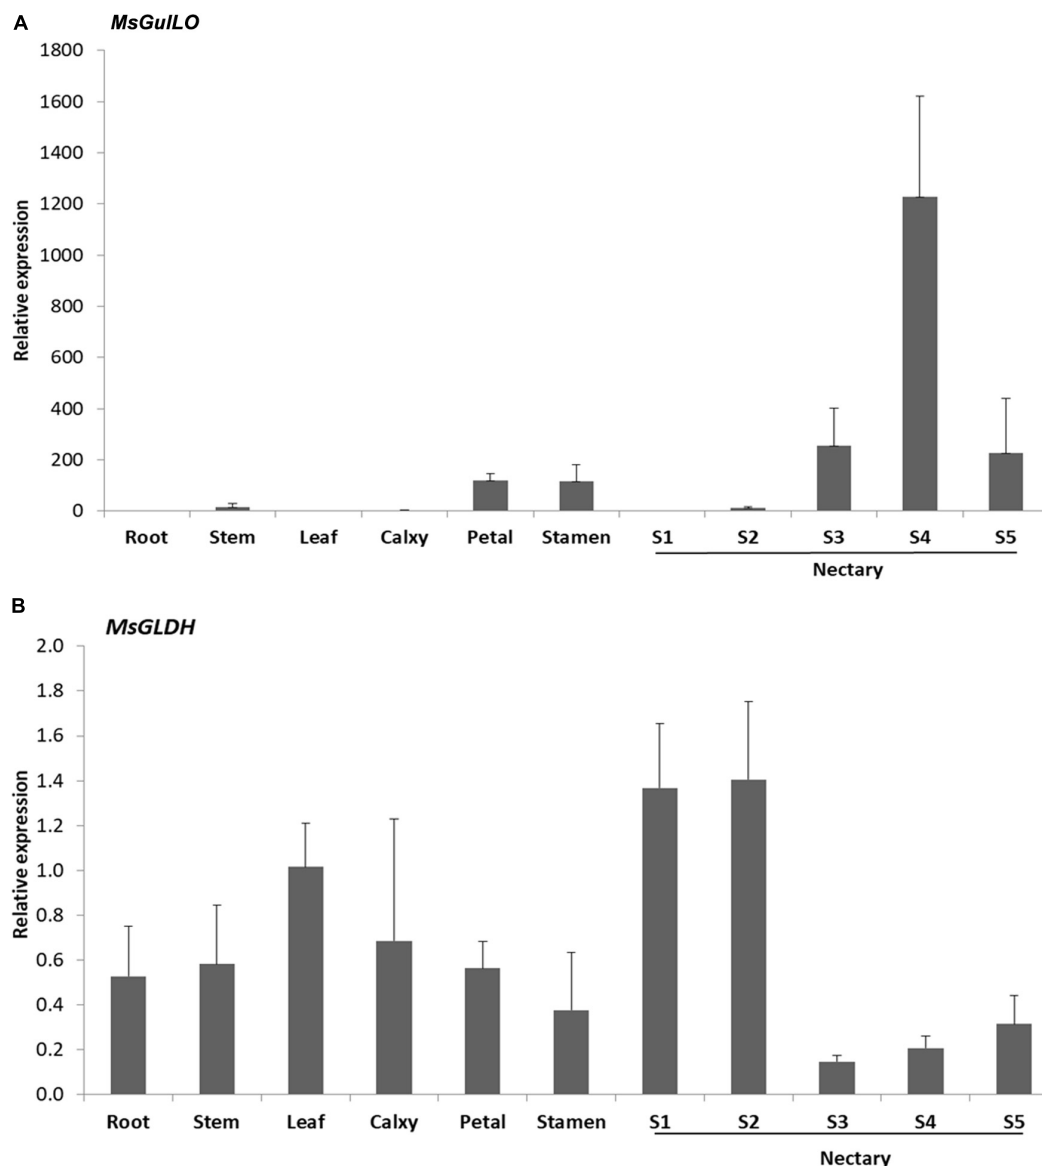 A
MsGulLO
1800
1600
1400
1200
1000
800
600
400
200
0
Relative expression
Root Stem Leaf Calxy Petal Stamen S1 S2 S3 S4 S5
Nectary
B
MsGLDH
2.0
1.8
1.6
1.4
1.2
1.0
0.8
0.6
0.4
0.2
0.0
Relative expression
Root Stem Leaf Calxy Petal Stamen S1 S2 S3 S4 S5
Nectary